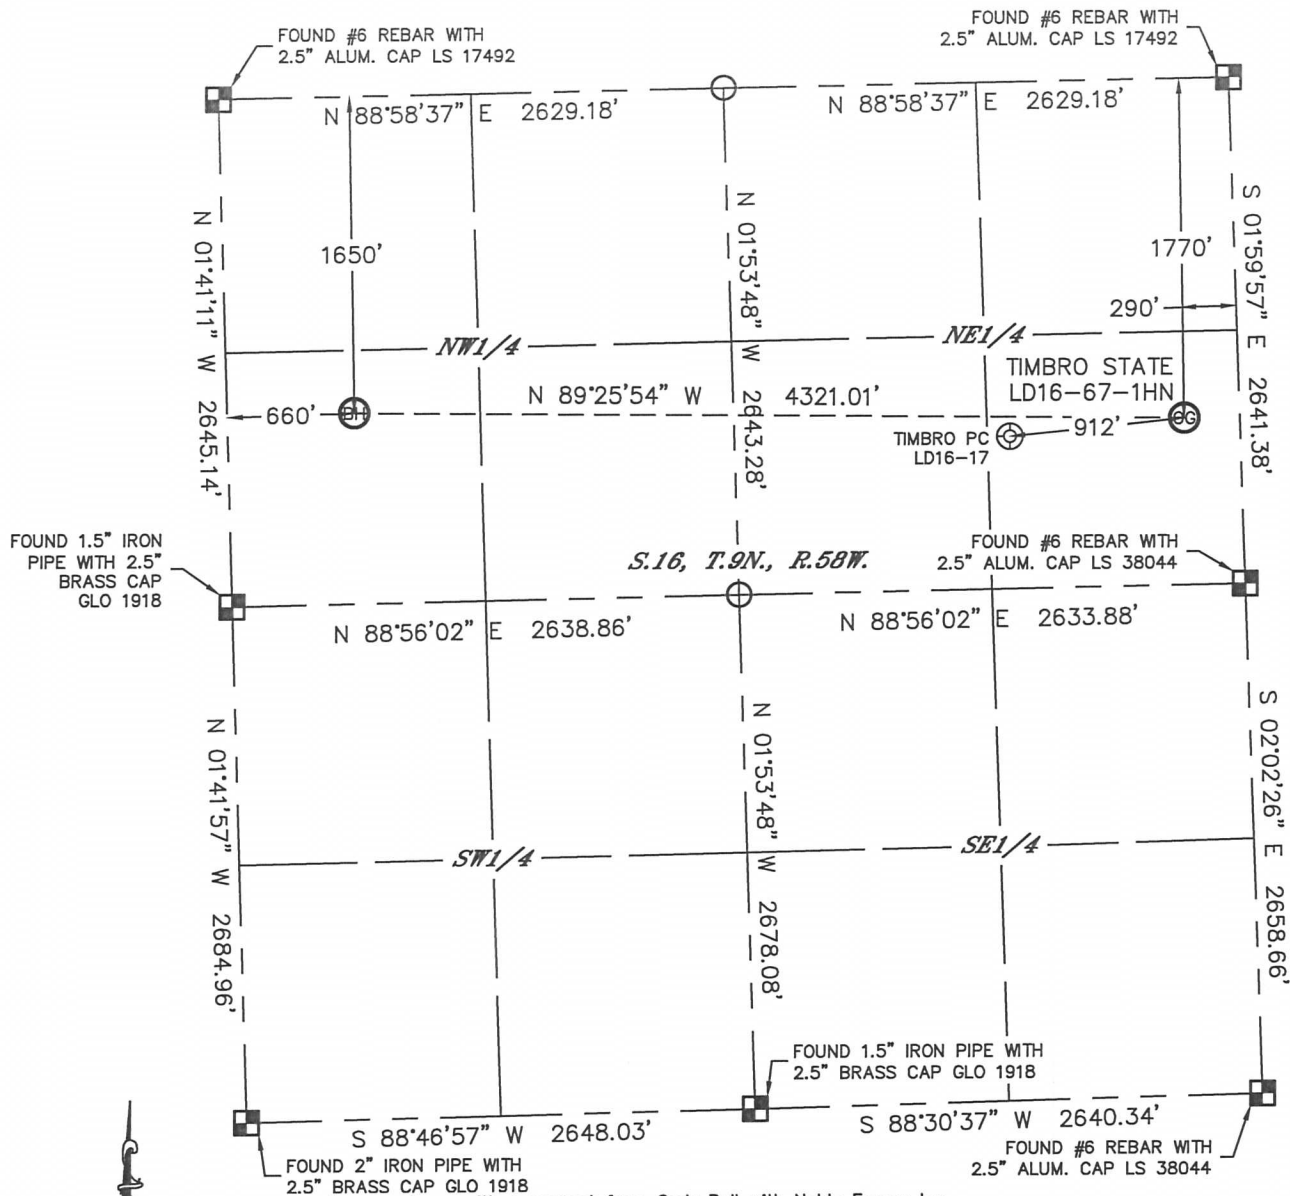 FOUND #6 REBAR WITH
2.5" ALUM. CAP LS 17492
FOUND #6 REBAR WITH
2.5" ALUM. CAP LS 17492
N 88°58'37" E 2629.18'
N 88°58'37" E 2629.18'
N 01°41'11" W 2645.14'
1650'
N 01°53'48" W 2643.28'
1770'
290'
S 01°59'57" E 2641.38'
NW1/4
NE1/4
TIMBRO STATE
LD16-67-1HN
660'
BH
N 89°25'54" W 4321.01'
OG
912'
TIMBRO PC
LD16-17
FOUND 1.5" IRON
PIPE WITH 2.5"
BRASS CAP
GLO 1918
S.16, T.9N., R.58W.
FOUND #6 REBAR WITH
2.5" ALUM. CAP LS 38044
N 88°56'02" E 2638.86'
N 88°56'02" E 2633.88'
N 01°41'57" W 2684.96'
N 01°53'48" W 2678.08'
S 02°02'26" E 2658.66'
SW1/4
SE1/4
FOUND 1.5" IRON PIPE WITH
2.5" BRASS CAP GLO 1918
S 88°46'57" W 2648.03'
S 88°30'37" W 2640.34'
FOUND 2" IRON PIPE WITH
2.5" BRASS CAP GLO 1918
FOUND #6 REBAR WITH
2.5" ALUM. CAP LS 38044